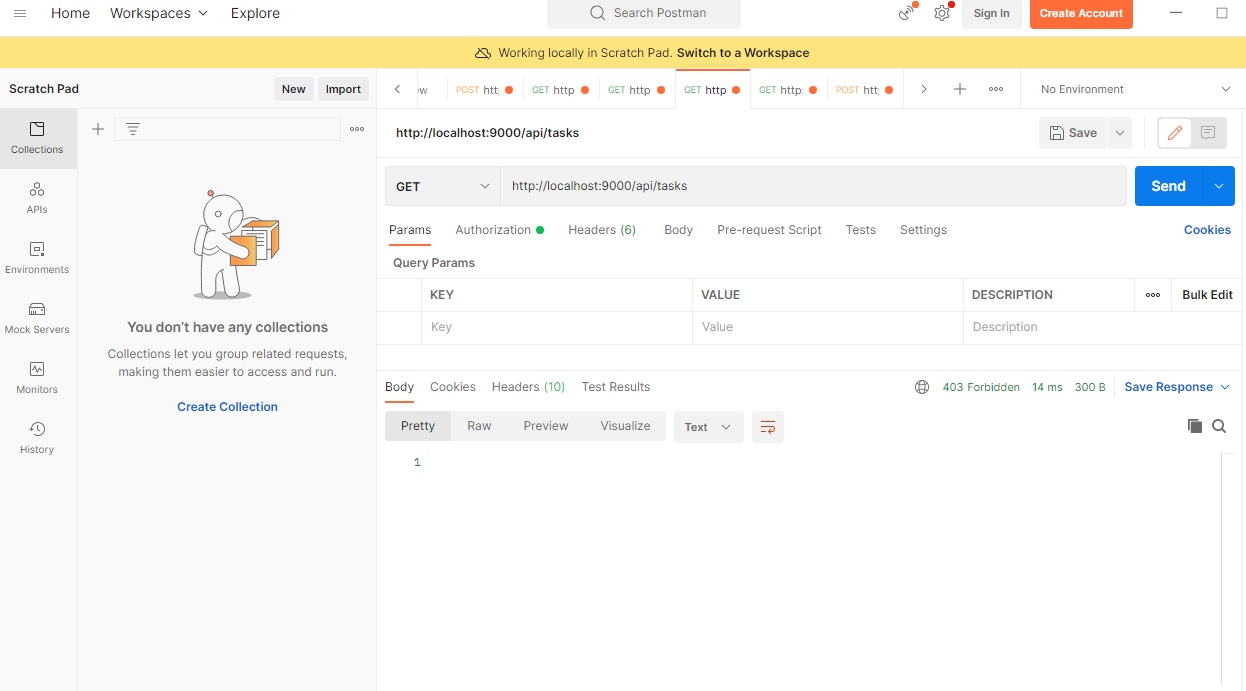 Home Workspaces Explore Search Postman Sign In Create Account
Working locally in Scratch Pad. Switch to a Workspace
Scratch Pad New Import
POST htt GET http GET http GET http GET http: POST htt No Environment
Collections
APIs
Environments
Mock Servers
Monitors
History
You don't have any collections
Collections let you group related requests,
making them easier to access and run.
Create Collection
http://localhost:9000/api/tasks Save
GET http://localhost:9000/api/tasks Send
Params Authorization Headers (6) Body Pre-request Script Tests Settings Cookies
Query Params
KEY VALUE DESCRIPTION Bulk Edit
Key Value Description
Body Cookies Headers (10) Test Results 403 Forbidden 14 ms 300 B Save Response
Pretty Raw Preview Visualize Text
1